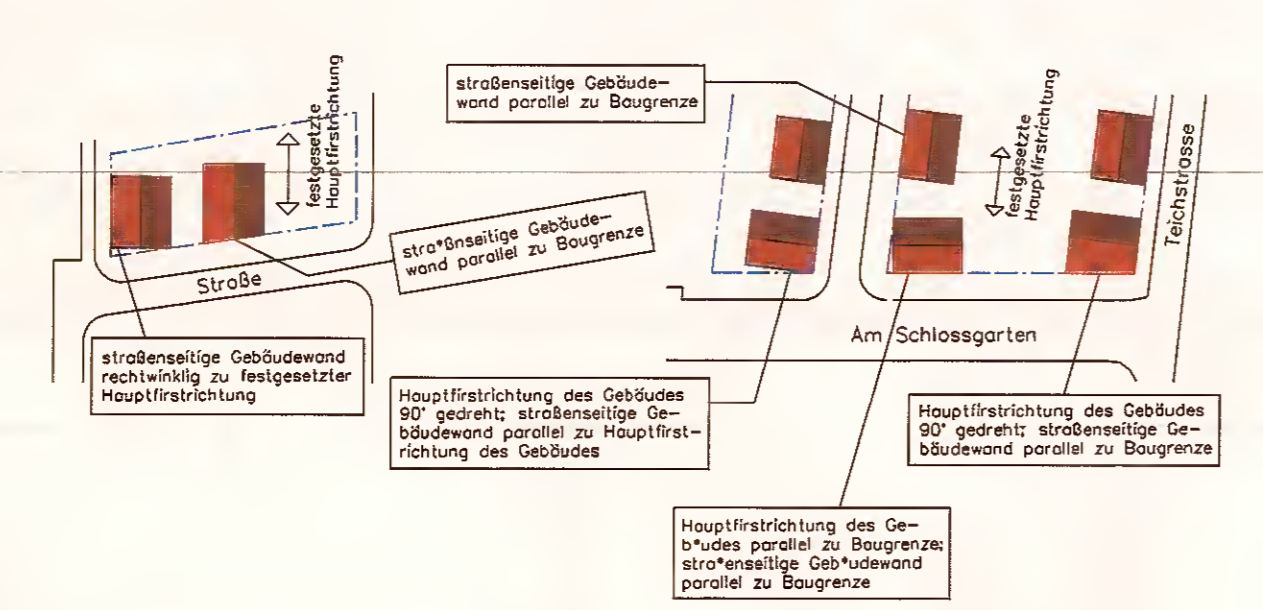 festgesetzte
Hauptfirstrichtung
stra*ßnseitige Gebäude-
wand parallel zu Baugrenze
Straße
straßenseitige Gebäudewand
rechtwinklig zu festgesetzter
Hauptfirstrichtung
straßenseitige Gebäude-
wand parallel zu Baugrenze
festgesetzte
Hauptfirstrichtung
Teichstrasse
Am Schlossgarten
Hauptfirstrichtung des Gebäudes
90° gedreht; straßenseitige Ge-
bäudewand parallel zu Hauptfirst-
richtung des Gebäudes
Hauptfirstrichtung des Gebäudes
90° gedreht; straßenseitige Ge-
bäudewand parallel zu Baugrenze
Hauptfirstrichtung des Ge-
b*udes parallel zu Baugrenze;
stra*enseitige Geb*udewand
parallel zu Baugrenze